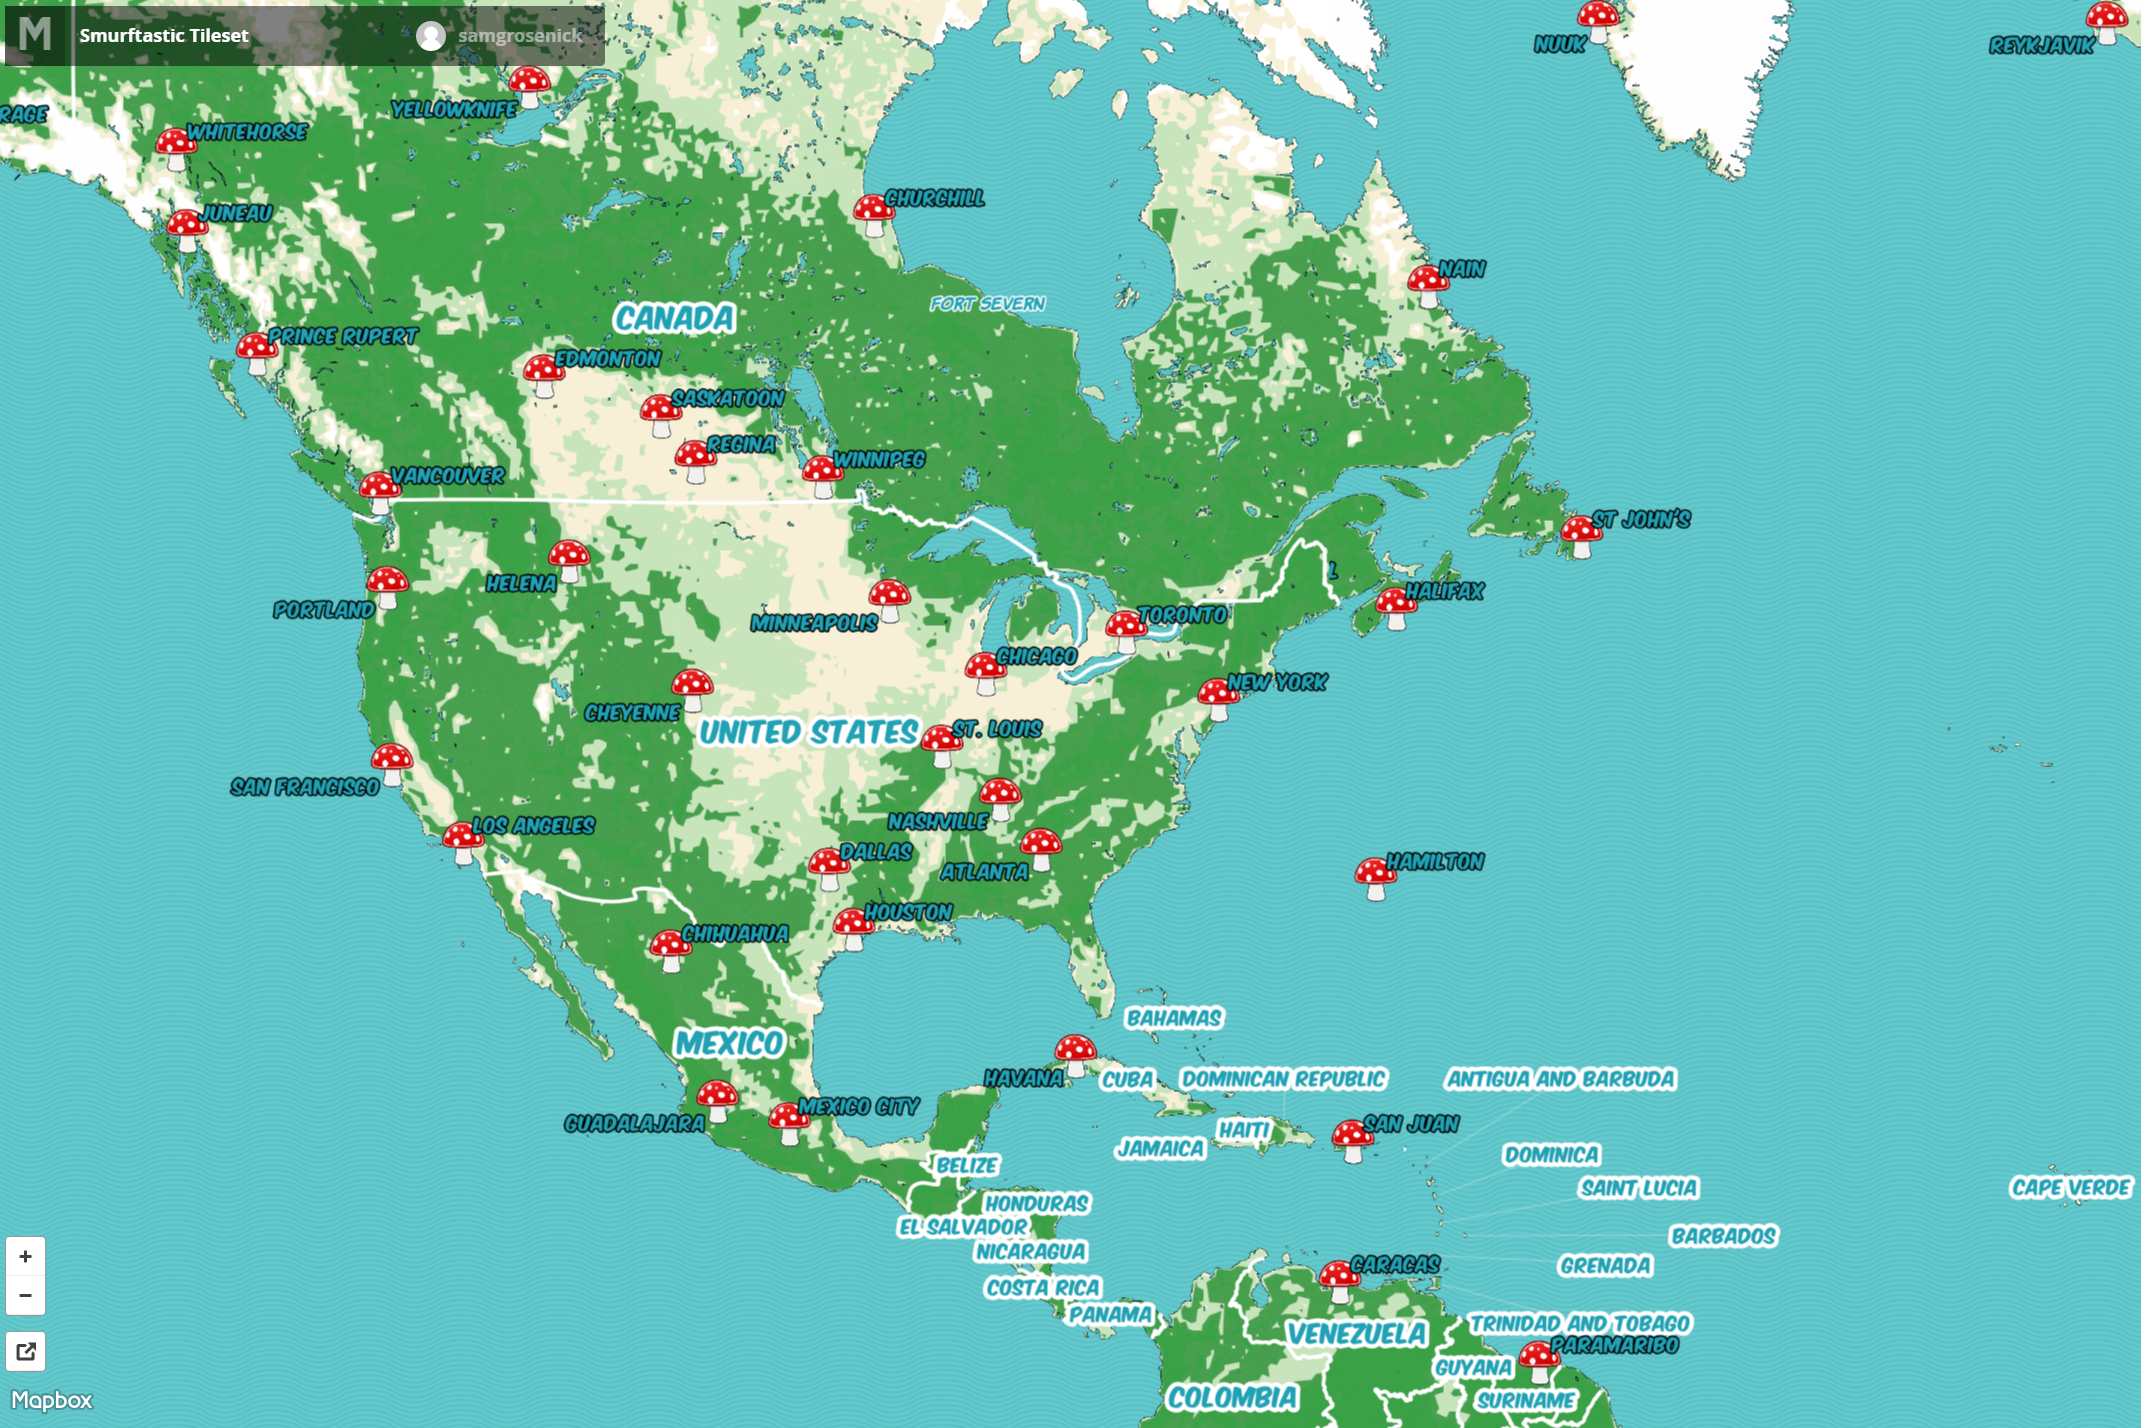 M
Smurftastic Tileset
samgrosenick
NUUK
REYKJAVIK
YELLOWKNIFE
RAGE
WHITEHORSE
CHURCHILL
JUNEAU
NAIN
FORT SEVERN
CANADA
PRINCE RUPERT
EDMONTON
SASKATOON
REGINA
WINNIPEG
VANCOUVER
ST JOHN'S
L
HELENA
HALIFAX
PORTLAND
TORONTO
MINNEAPOLIS
CHICAGO
NEW YORK
CHEYENNE
UNITED STATES
ST. LOUIS
SAN FRANCISCO
NASHVILLE
LOS ANGELES
DALLAS
HAMILTON
ATLANTA
HOUSTON
CHIHUAHUA
BAHAMAS
MEXICO
HAVANA
CUBA
DOMINICAN REPUBLIC
ANTIGUA AND BARBUDA
MEXICO CITY
GUADALAJARA
SAN JUAN
HAITI
JAMAICA
DOMINICA
BELIZE
SAINT LUCIA
CAPE VERDE
HONDURAS
EL SALVADOR
BARBADOS
NICARAGUA
CARACAS
GRENADA
COSTA RICA
PANAMA
TRINIDAD AND TOBAGO
VENEZUELA
PARAMARIBO
GUYANA
COLOMBIA
SURINAME
+
−
Mapbox